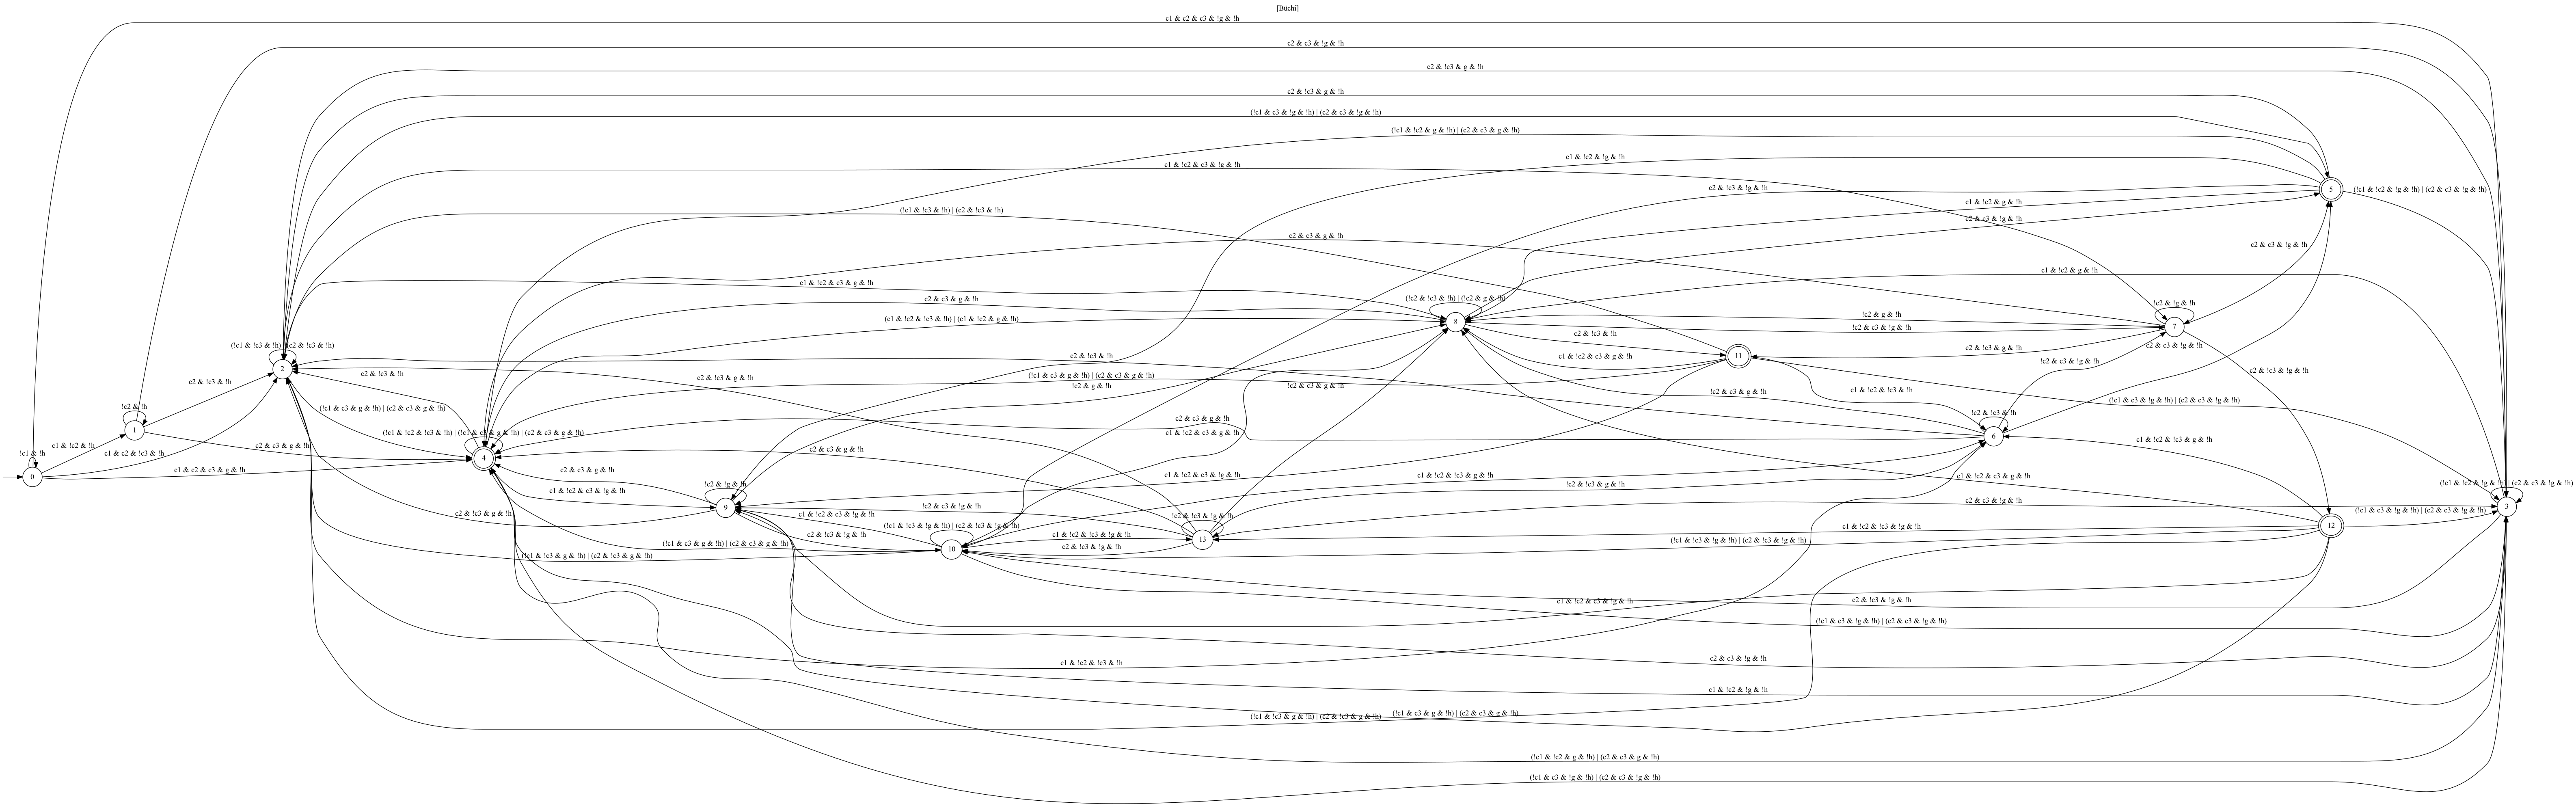 [Büchi]
c1 & c2 & c3 & !g & !h
c2 & c3 & !g & !h
c2 & !c3 & g & !h
c2 & !c3 & g & !h
(!c1 & c3 & !g & !h) | (c2 & c3 & !g & !h)
(!c1 & !c2 & g & !h) | (c2 & c3 & g & !h)
c1 & !c2 & !g & !h
c1 & !c2 & c3 & !g & !h
c2 & !c3 & !g & !h
5
(!c1 & !c2 & !g & !h) | (c2 & c3 & !g & !h)
c1 & !c2 & g & !h
(!c1 & !c3 & !h) | (c2 & !c3 & !h)
c2 & c3 & !g & !h
c2 & c3 & g & !h
c2 & c3 & !g & !h
c1 & !c2 & g & !h
c1 & !c2 & c3 & g & !h
c2 & c3 & g & !h
(!c2 & !c3 & !h) | (!c2 & g & !h)
!c2 & !g & !h
(c1 & !c2 & !c3 & !h) | (c1 & !c2 & g & !h)
8
!c2 & g & !h
!c2 & c3 & !g & !h
7
c2 & !c3 & !h
(!c1 & !c3 & !h) | (c2 & !c3 & !h)
c2 & c3 & !g & !h
c2 & !c3 & g & !h
11
c1 & !c2 & c3 & g & !h
c2 & !c3 & !h
!c2 & c3 & !g & !h
2
c2 & !c3 & !h
c2 & !c3 & !h
!c2 & !c3 & g & !h
(!c1 & c3 & g & !h) | (c2 & c3 & g & !h)
!c2 & g & !h
!c2 & c3 & g & !h
!c2 & c3 & g & !h
c1 & !c2 & !c3 & !h
c2 & !c3 & !g & !h
(!c1 & c3 & !g & !h) | (c2 & c3 & !g & !h)
!c2 & !h
(!c1 & c3 & g & !h) | (c2 & c3 & g & !h)
!c2 & !c3 & !h
1
c2 & c3 & g & !h
c1 & !c2 & c3 & g & !h
6
c1 & !c2 & !c3 & g & !h
c1 & !c2 & !h
c1 & c2 & !c3 & !h
c2 & c3 & g & !h
!c1 & !h
4
c2 & c3 & g & !h
0
c1 & c2 & c3 & g & !h
c2 & c3 & g & !h
c1 & !c2 & c3 & !g & !h
c1 & !c2 & !c3 & g & !h
c1 & !c2 & c3 & g & !h
!c2 & !g & !h
!c2 & !c3 & g & !h
c1 & !c2 & c3 & !g & !h
c2 & c3 & !g & !h
3
9
!c2 & c3 & !g & !h
c2 & !c3 & g & !h
c1 & !c2 & c3 & !g & !h
!c2 & !c3 & !g & !h
(!c1 & c3 & !g & !h) | (c2 & c3 & !g & !h)
(!c1 & !c3 & !g & !h) | (c2 & !c3 & !g & !h)
12
c1 & !c2 & !c3 & !g & !h
c2 & !c3 & !g & !h
c1 & !c2 & !c3 & !g & !h
13
(!c1 & c3 & g & !h) | (c2 & c3 & g & !h)
10
c2 & !c3 & !g & !h
(!c1 & !c3 & !g & !h) | (c2 & !c3 & !g & !h)
(!c1 & !c3 & g & !h) | (c2 & !c3 & g & !h)
c1 & !c2 & c3 & !g & !h
c2 & !c3 & !g & !h
(!c1 & c3 & !g & !h) | (c2 & c3 & !g & !h)
c1 & !c2 & !c3 & !h
c2 & c3 & !g & !h
c1 & !c2 & !g & !h
(!c1 & !c3 & g & !h) | (c2 & !c3 & g & !h)
(!c1 & c3 & g & !h) | (c2 & c3 & g & !h)
(!c1 & !c2 & g & !h) | (c2 & c3 & g & !h)
(!c1 & c3 & !g & !h) | (c2 & c3 & !g & !h)